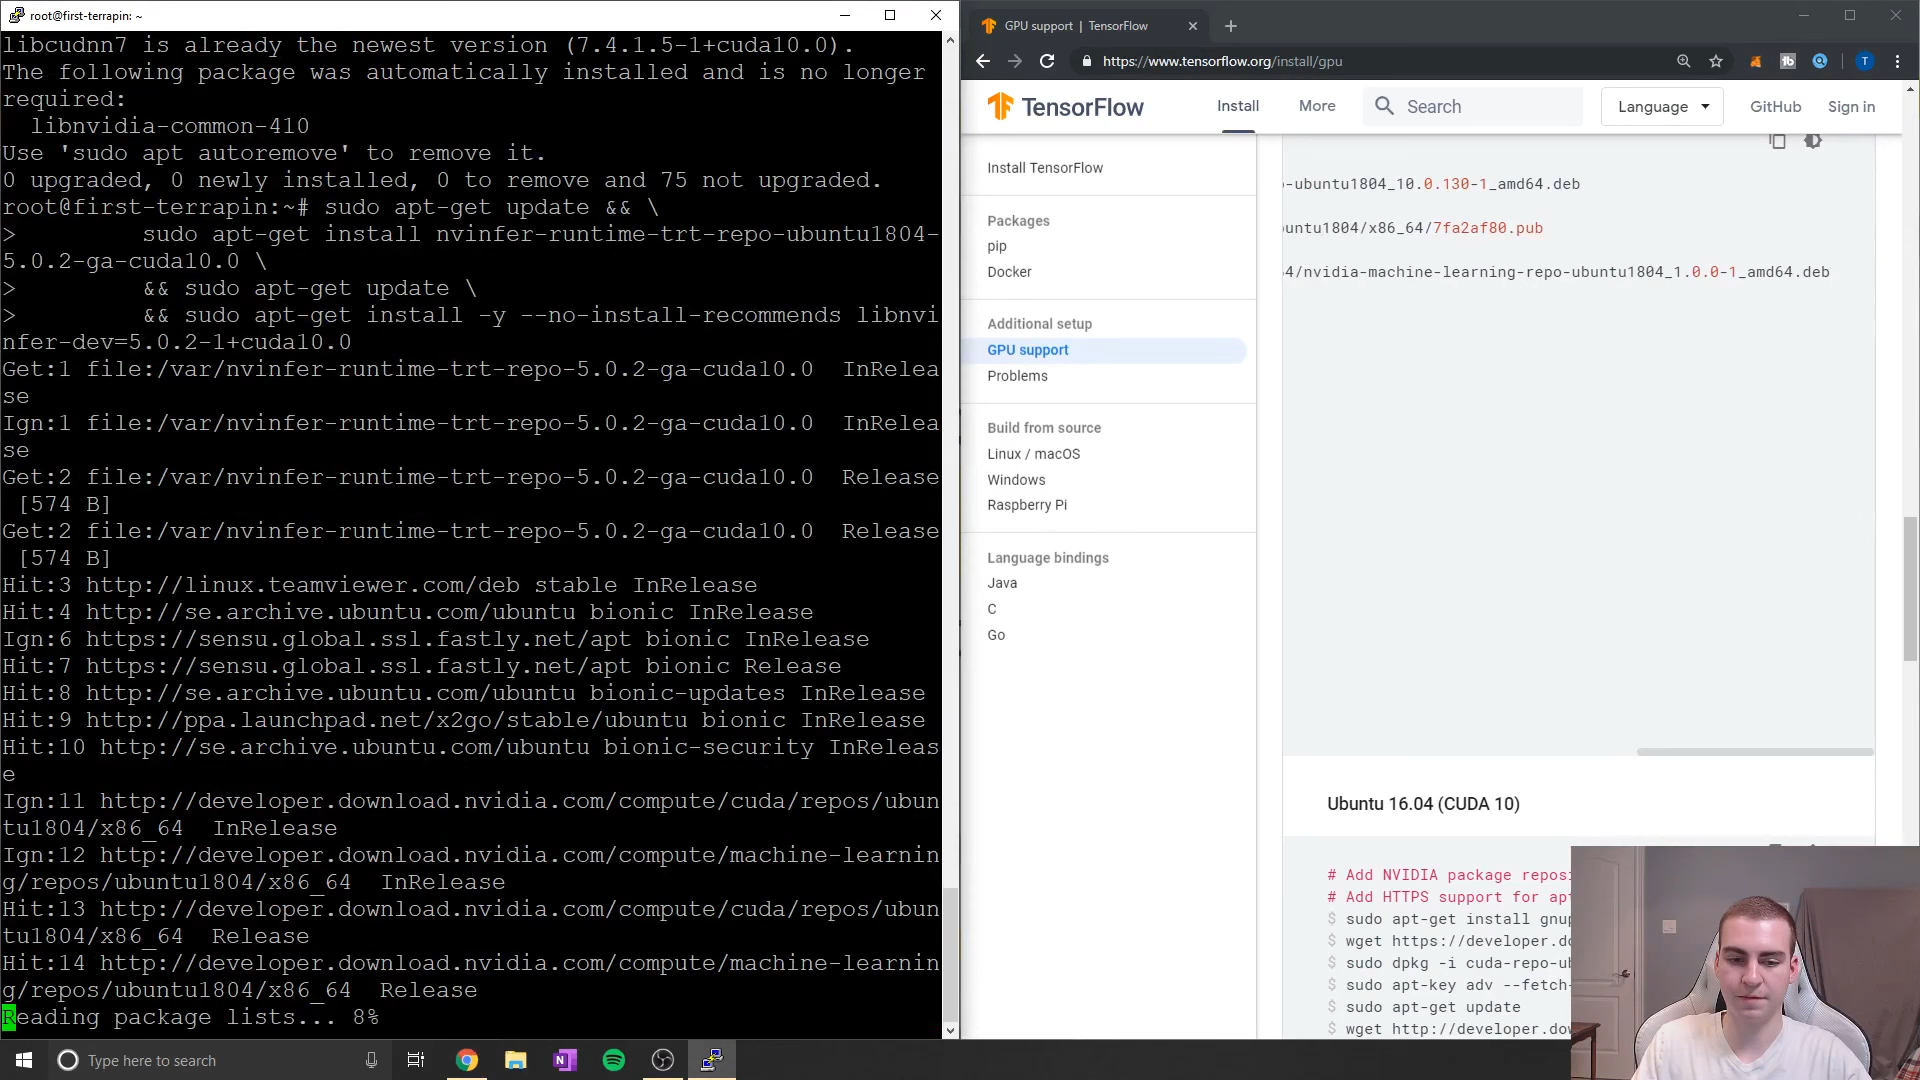 root@first-terrapin: ~
libcudnn7 is already the newest version (7.4.1.5-1+cuda10.0).
The following package was automatically installed and is no longer
required:
libnvidia-common-410
Use 'sudo apt autoremove' to remove it.
0 upgraded, 0 newly installed, 0 to remove and 75 not upgraded.
root@first-terrapin:~# sudo apt-get update && \
> sudo apt-get install nvinfer-runtime-trt-repo-ubuntu1804-
5.0.2-ga-cuda10.0 \
> && sudo apt-get update \
> && sudo apt-get install -y --no-install-recommends libnvi
nfer-dev=5.0.2-1+cuda10.0
Get:1 file:/var/nvinfer-runtime-trt-repo-5.0.2-ga-cuda10.0 InRelea
se
Ign:1 file:/var/nvinfer-runtime-trt-repo-5.0.2-ga-cuda10.0 InRelea
se
Get:2 file:/var/nvinfer-runtime-trt-repo-5.0.2-ga-cuda10.0 Release
[574 B]
Get:2 file:/var/nvinfer-runtime-trt-repo-5.0.2-ga-cuda10.0 Release
[574 B]
Hit:3 http://linux.teamviewer.com/deb stable InRelease
Hit:4 http://se.archive.ubuntu.com/ubuntu bionic InRelease
Ign:6 https://sensu.global.ssl.fastly.net/apt bionic InRelease
Hit:7 https://sensu.global.ssl.fastly.net/apt bionic Release
Hit:8 http://se.archive.ubuntu.com/ubuntu bionic-updates InRelease
Hit:9 http://ppa.launchpad.net/x2go/stable/ubuntu bionic InRelease
Hit:10 http://se.archive.ubuntu.com/ubuntu bionic-security InReleas
e
Ign:11 http://developer.download.nvidia.com/compute/cuda/repos/ubun
tu1804/x86_64 InRelease
Ign:12 http://developer.download.nvidia.com/compute/machine-learnin
g/repos/ubuntu1804/x86_64 InRelease
Hit:13 http://developer.download.nvidia.com/compute/cuda/repos/ubun
tu1804/x86_64 Release
Hit:14 http://developer.download.nvidia.com/compute/machine-learnin
g/repos/ubuntu1804/x86_64 Release
Reading package lists... 8%
GPU support | TensorFlow
https://www.tensorflow.org/install/gpu
T
TensorFlow
Install
More
Search
Language
GitHub
Sign in
Install TensorFlow
Packages
pip
Docker
Additional setup
GPU support
Problems
Build from source
Linux / macOS
Windows
Raspberry Pi
Language bindings
Java
C
Go
-ubuntu1804_10.0.130-1_amd64.deb
untu1804/x86_64/7fa2af80.pub
4/nvidia-machine-learning-repo-ubuntu1804_1.0.0-1_amd64.deb
Ubuntu 16.04 (CUDA 10)
# Add NVIDIA package reposi
# Add HTTPS support for apt
$ sudo apt-get install gnup
$ wget https://developer.do
$ sudo dpkg -i cuda-repo-ub
$ sudo apt-key adv --fetch-
$ sudo apt-get update
$ wget http://developer.dow
Type here to search